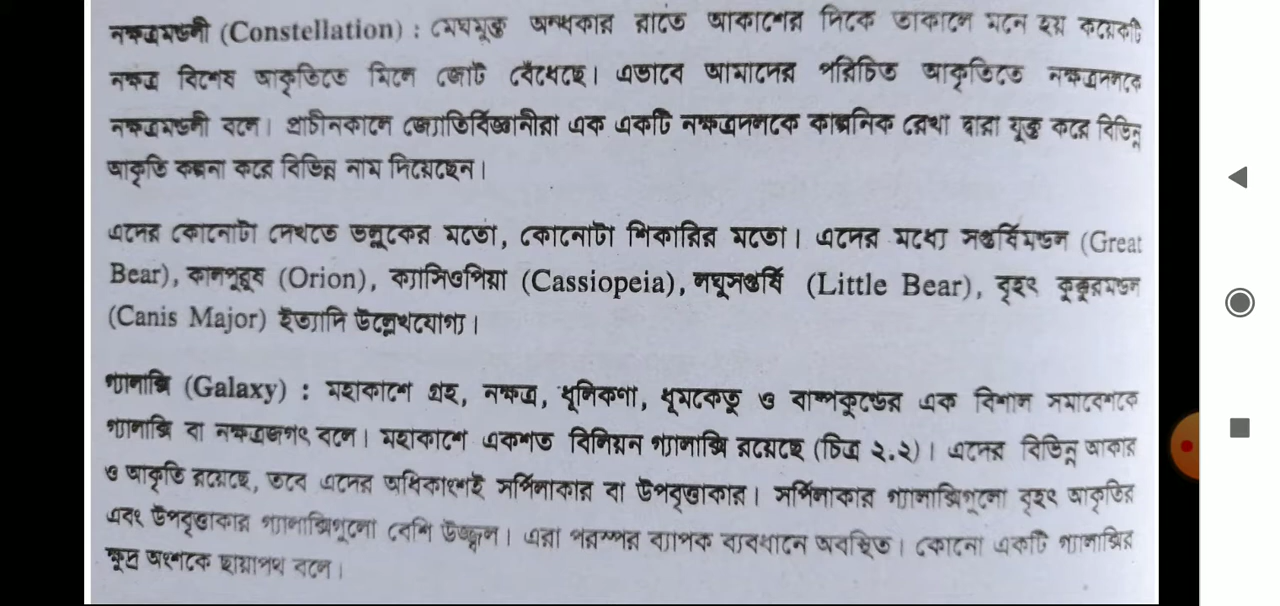 নক্ষত্রমণ্ডলী (Constellation) : মেঘমুক্ত অন্ধকার রাতে আকাশের দিকে তাকালে মনে হয় কয়েকটি
নক্ষত্র বিশেষ আকৃতিতে মিলে জোট বেঁধেছে। এভাবে আমাদের পরিচিত আকৃতিতে নক্ষত্রদলকে
নক্ষত্রমণ্ডলী বলে। প্রাচীনকালে জ্যোতির্বিজ্ঞানীরা এক একটি নক্ষত্রদলকে কাল্পনিক রেখা দ্বারা যুক্ত করে বিভিন্ন
আকৃতি কল্পনা করে বিভিন্ন নাম দিয়েছেন।
এদের কোনোটা দেখতে ভল্লুকের মতো, কোনোটা শিকারির মতো। এদের মধ্যে সপ্তর্ষিমণ্ডল (Great
Bear), কালপুরুষ (Orion), ক্যাসিওপিয়া (Cassiopeia), লঘুসপ্তর্ষি (Little Bear), বৃহৎ কুকুরমণ্ডল
(Canis Major) ইত্যাদি উল্লেখযোগ্য।
গ্যালাক্সি (Galaxy) : মহাকাশে গ্রহ, নক্ষত্র, ধূলিকণা, ধূমকেতু ও বাষ্পকুণ্ডের এক বিশাল সমাবেশকে
গ্যালাক্সি বা নক্ষত্রজগৎ বলে। মহাকাশে একশত বিলিয়ন গ্যালাক্সি রয়েছে (চিত্র ২.২)। এদের বিভিন্ন আকার
ও আকৃতি রয়েছে, তবে এদের অধিকাংশই সর্পিলাকার বা উপবৃত্তাকার। সর্পিলাকার গ্যালাক্সিগুলো বৃহৎ আকৃতির
এবং উপবৃত্তাকার গ্যালাক্সিগুলো বেশি উজ্জ্বল। এরা পরস্পর ব্যাপক ব্যবধানে অবস্থিত। কোনো একটি গ্যালাক্সির
ক্ষুদ্র অংশকে ছায়াপথ বলে।